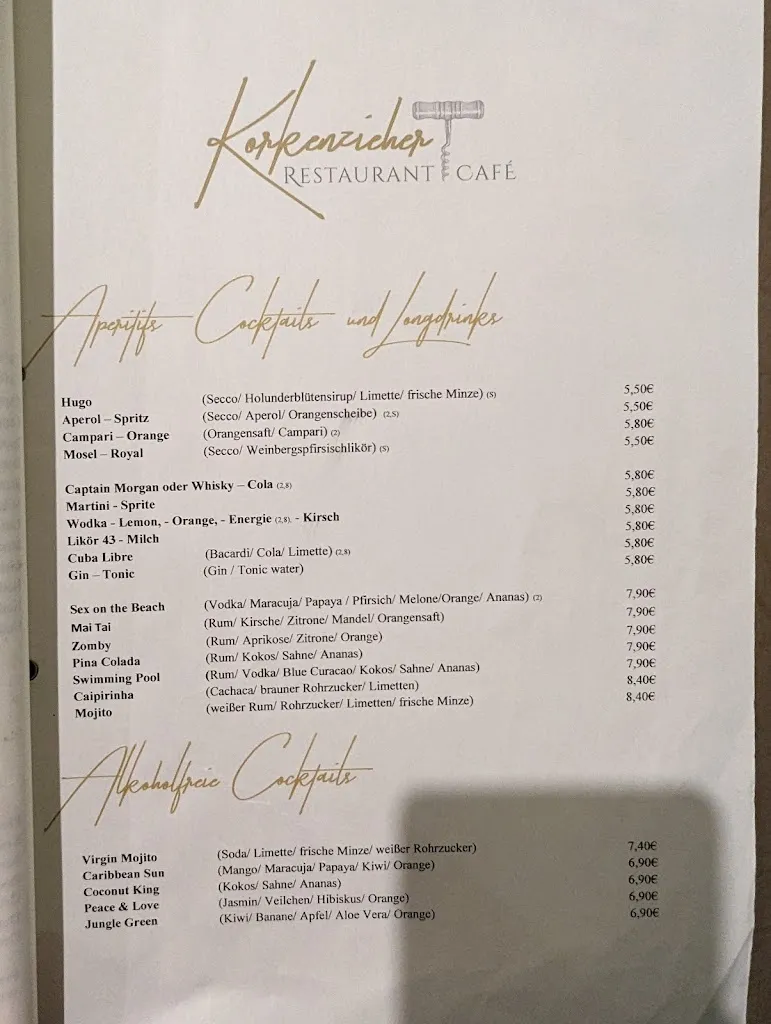 Korkenzieher
RESTAURANT CAFÉ
Aperitifs Cocktails und Longdrinks
Hugo (Secco/ Holunderblütensirup/ Limette/ frische Minze) (S) 5,50€
Aperol – Spritz (Secco/ Aperol/ Orangenscheibe) (2,S) 5,50€
Campari – Orange (Orangensaft/ Campari) (2) 5,80€
Mosel – Royal (Secco/ Weinbergspfirsischlikör) (S) 5,50€
Captain Morgan oder Whisky – Cola (2,8) 5,80€
Martini - Sprite 5,80€
Wodka - Lemon, - Orange, - Energie (2,8), - Kirsch 5,80€
Likör 43 - Milch 5,80€
Cuba Libre (Bacardi/ Cola/ Limette) (2,8) 5,80€
Gin – Tonic (Gin / Tonic water) 5,80€
Sex on the Beach (Vodka/ Maracuja/ Papaya / Pfirsich/ Melone/Orange/ Ananas) (2) 7,90€
Mai Tai (Rum/ Kirsche/ Zitrone/ Mandel/ Orangensaft) 7,90€
Zomby (Rum/ Aprikose/ Zitrone/ Orange) 7,90€
Pina Colada (Rum/ Kokos/ Sahne/ Ananas) 7,90€
Swimming Pool (Rum/ Vodka/ Blue Curacao/ Kokos/ Sahne/ Ananas) 7,90€
Caipirinha (Cachaca/ brauner Rohrzucker/ Limetten) 8,40€
Mojito (weißer Rum/ Rohrzucker/ Limetten/ frische Minze) 8,40€
Alkoholfreie Cocktails
Virgin Mojito (Soda/ Limette/ frische Minze/ weißer Rohrzucker) 7,40€
Caribbean Sun (Mango/ Maracuja/ Papaya/ Kiwi/ Orange) 6,90€
Coconut King (Kokos/ Sahne/ Ananas) 6,90€
Peace & Love (Jasmin/ Veilchen/ Hibiskus/ Orange) 6,90€
Jungle Green (Kiwi/ Banane/ Apfel/ Aloe Vera/ Orange) 6,90€